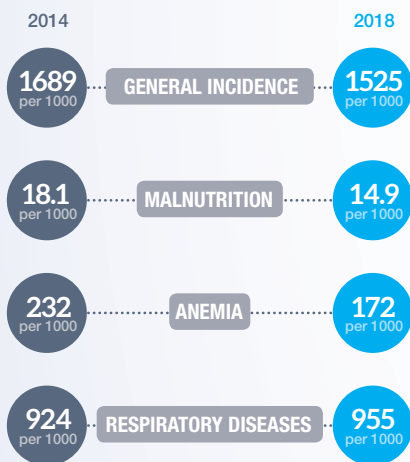 2014 2018
1689 GENERAL INCIDENCE 1525
per 1000 per 1000
18.1 MALNUTRITION 14.9
per 1000 per 1000
232 ANEMIA 172
per 1000 per 1000
924 RESPIRATORY DISEASES 955
per 1000 per 1000